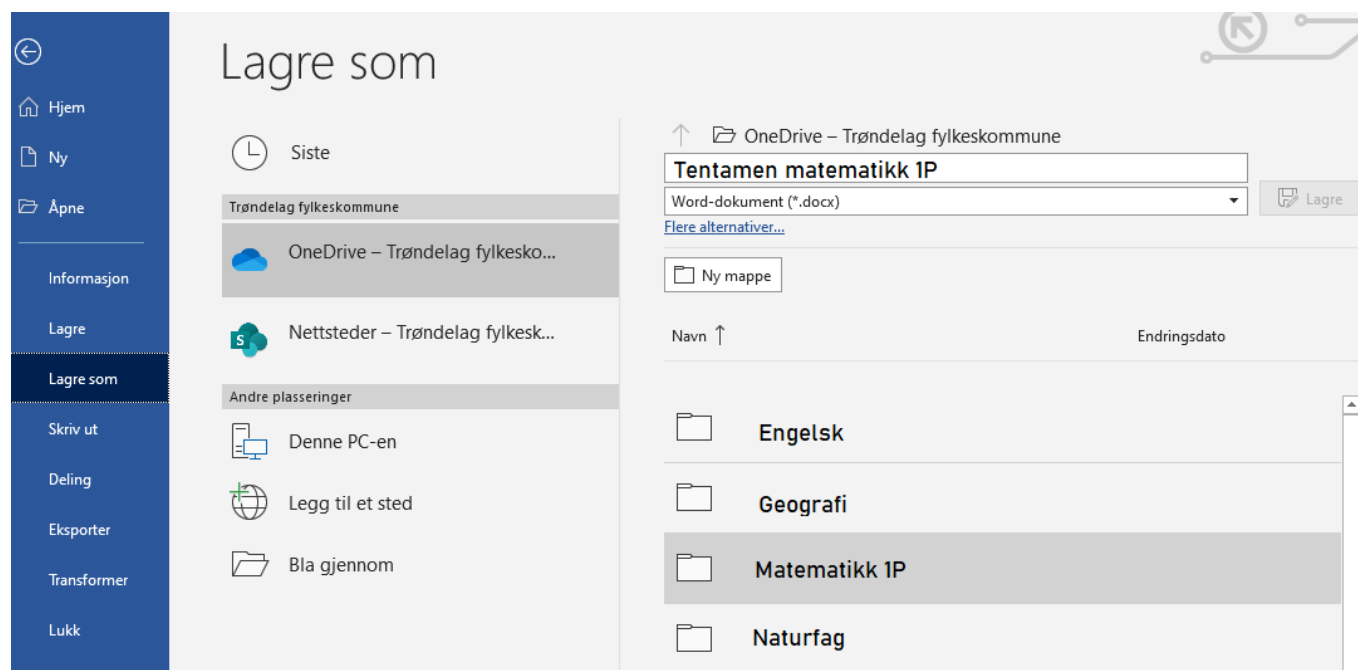 Lagre som
Hjem
Ny
Åpne
Informasjon
Lagre
Lagre som
Skriv ut
Deling
Eksporter
Transformer
Lukk
Siste
Trøndelag fylkeskommune
OneDrive – Trøndelag fylkesko...
Nettsteder – Trøndelag fylkesk...
Andre plasseringer
Denne PC-en
Legg til et sted
Bla gjennom
OneDrive – Trøndelag fylkeskommune
Tentamen matematikk 1P
Word-dokument (*.docx)
Lagre
Flere alternativer...
Ny mappe
Navn ↑ Endringsdato
Engelsk
Geografi
Matematikk 1P
Naturfag